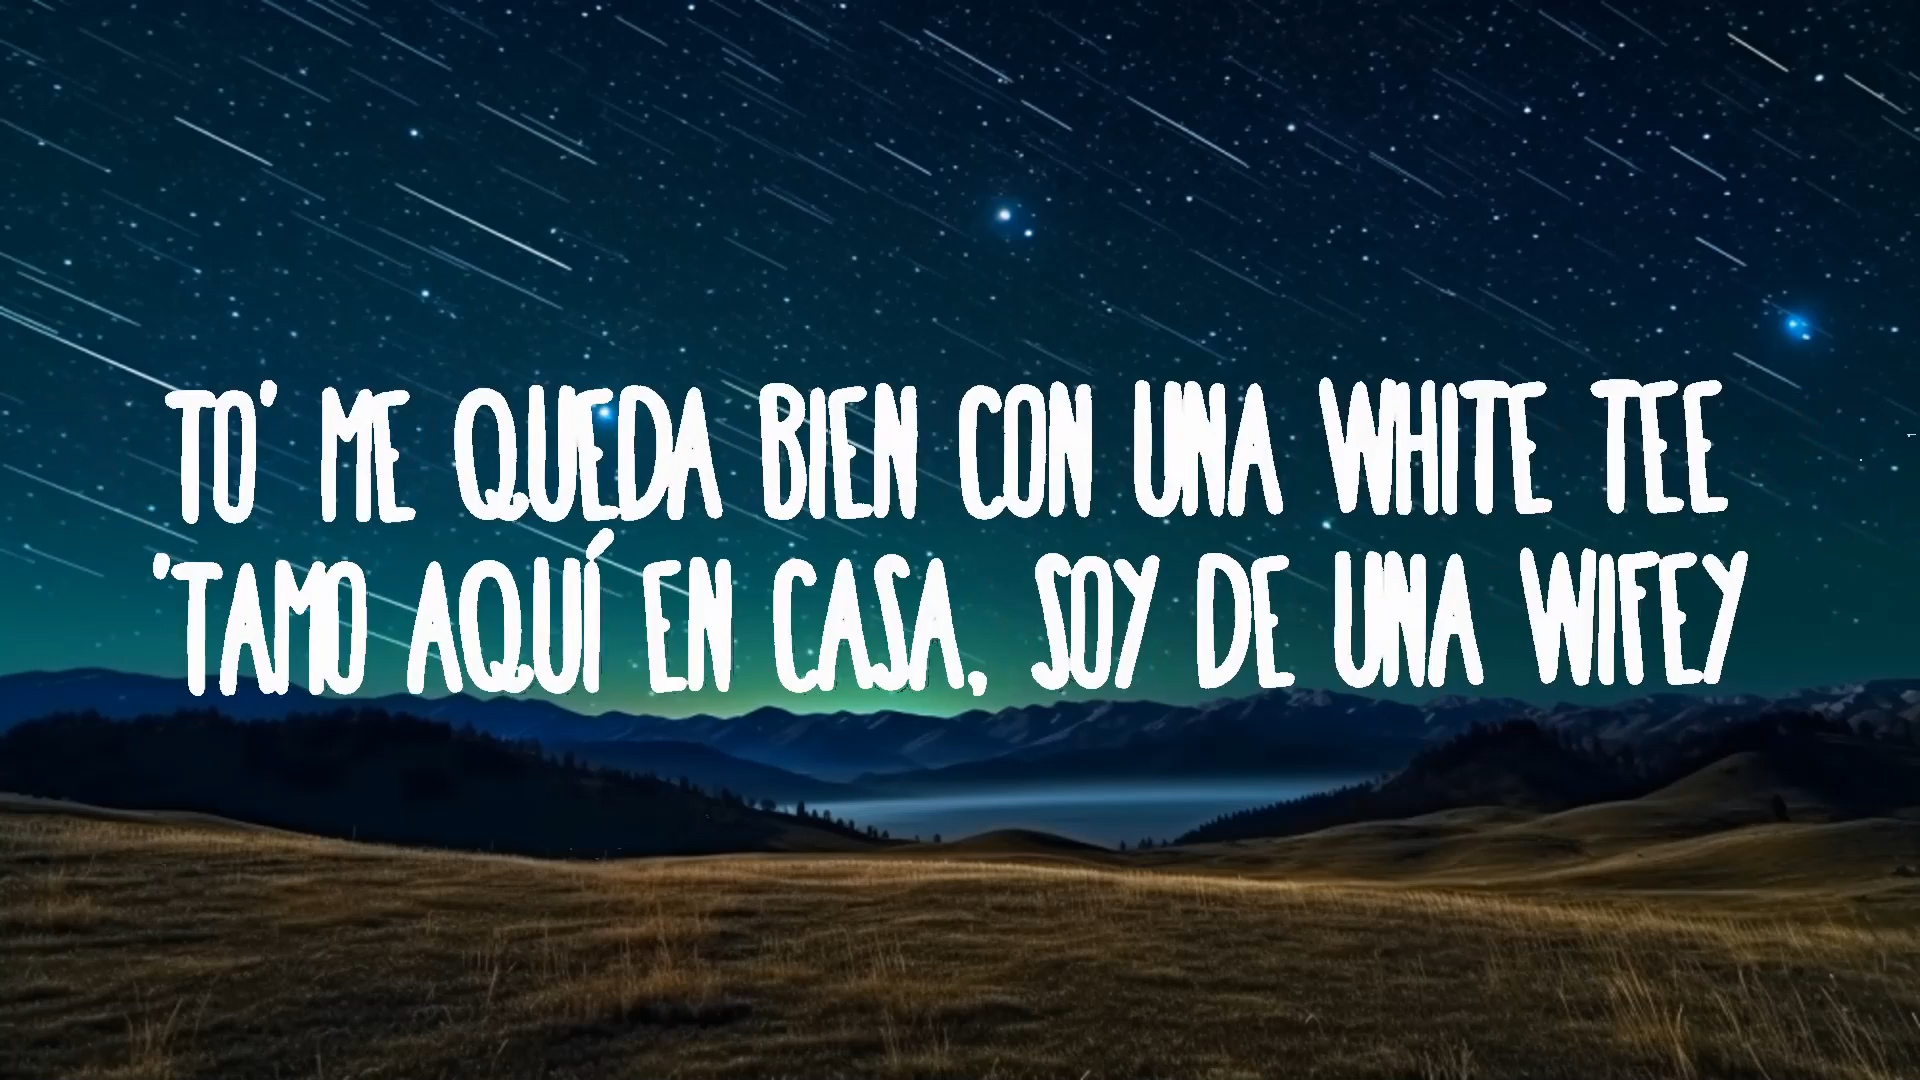 TO' ME QUEDA BIEN CON UNA WHITE TEE
'TAMO AQUÍ EN CASA, SOY DE UNA WIFEY